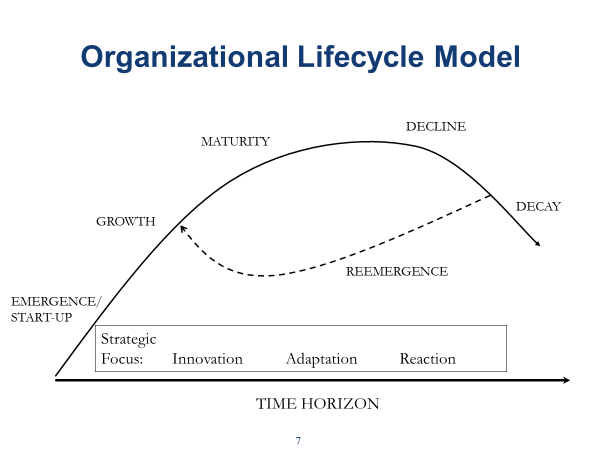 Organizational Lifecycle Model
DECLINE
MATURITY
DECAY
GROWTH
REEMERGENCE
EMERGENCE/
START-UP
Strategic
Focus: Innovation Adaptation Reaction
TIME HORIZON
7